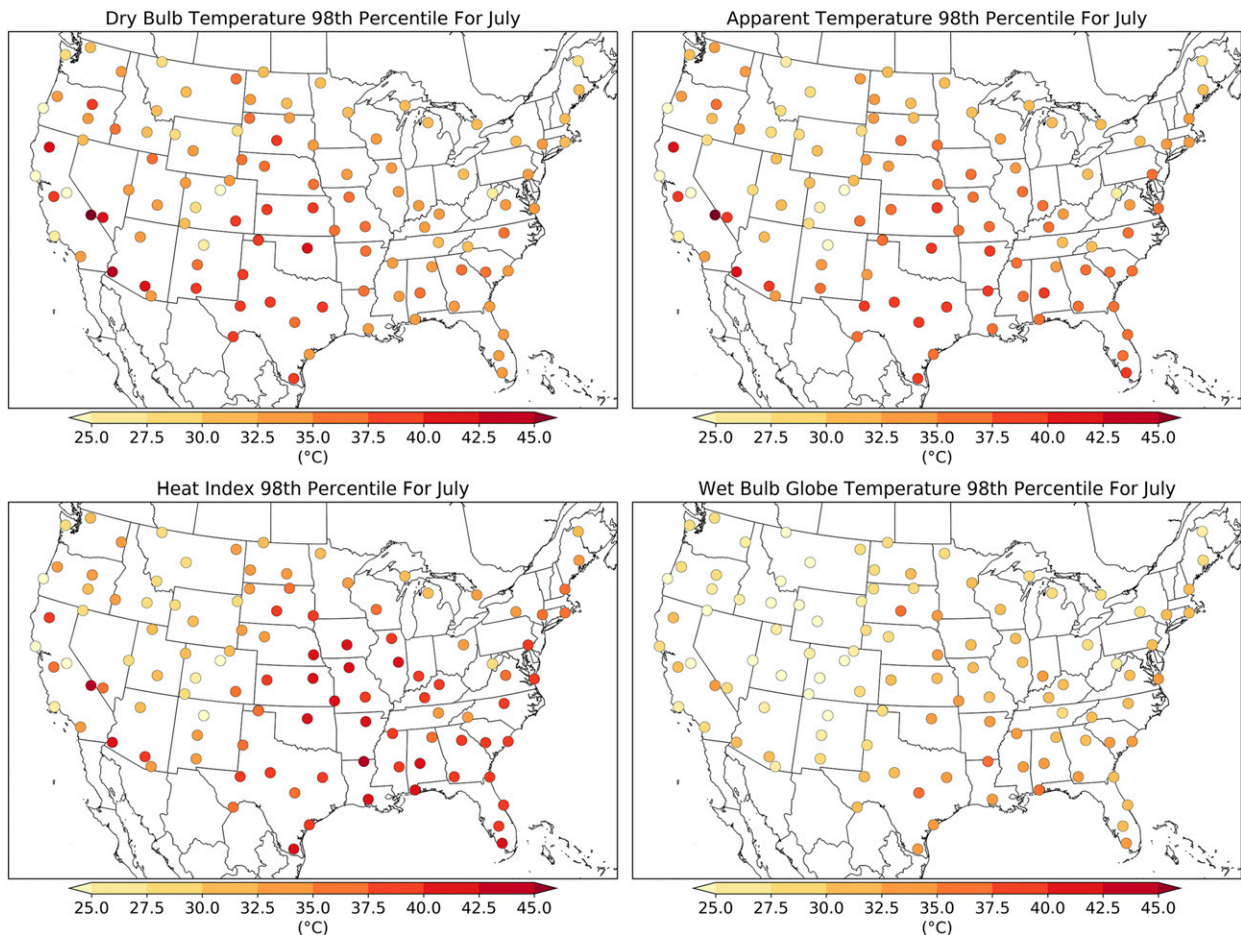 Dry Bulb Temperature 98th Percentile For July
Apparent Temperature 98th Percentile For July
25.0 27.5 30.0 32.5 35.0 37.5 40.0 42.5 45.0
(°C)
25.0 27.5 30.0 32.5 35.0 37.5 40.0 42.5 45.0
(°C)
Heat Index 98th Percentile For July
Wet Bulb Globe Temperature 98th Percentile For July
25.0 27.5 30.0 32.5 35.0 37.5 40.0 42.5 45.0
(°C)
25.0 27.5 30.0 32.5 35.0 37.5 40.0 42.5 45.0
(°C)